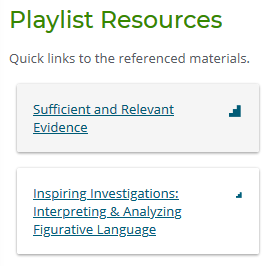 Playlist Resources
Quick links to the referenced materials.
Sufficient and Relevant
Evidence
Inspiring Investigations:
Interpreting & Analyzing
Figurative Language